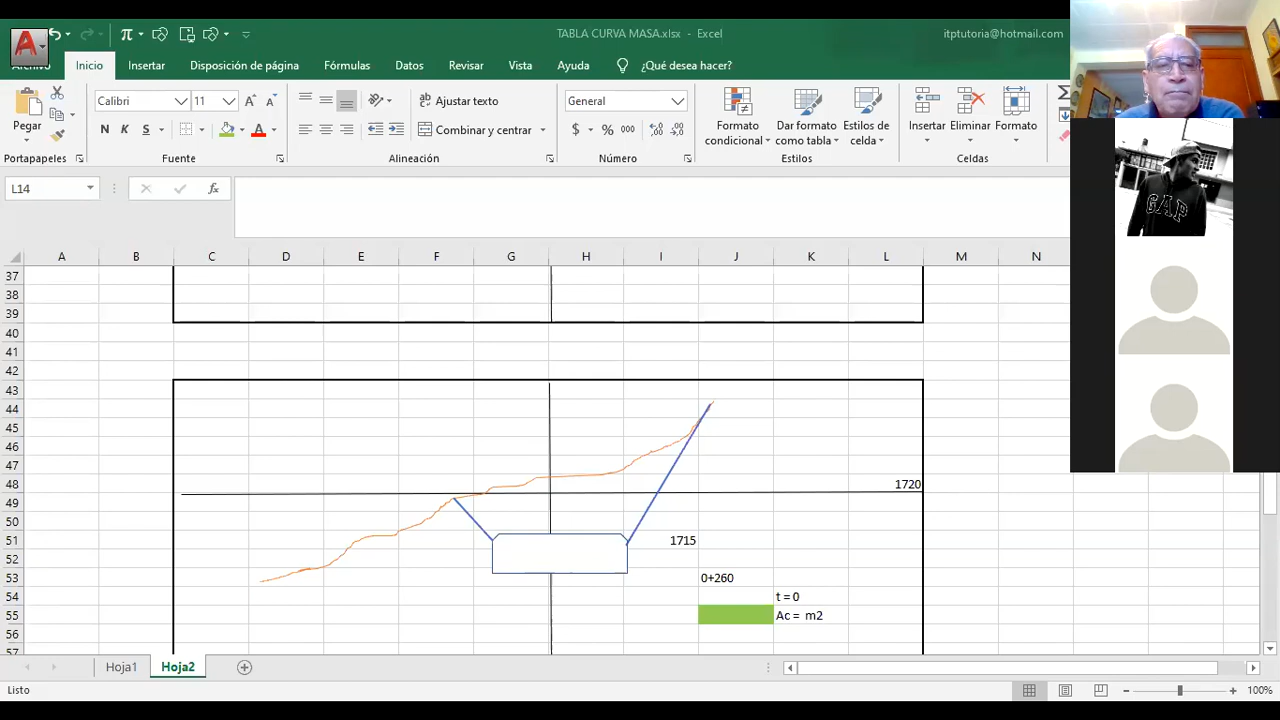 TABLA CURVA MASA.xlsx - Excel
itptutoria@hotmail.com
Inicio Insertar Disposición de página Fórmulas Datos Revisar Vista Ayuda ¿Qué desea hacer?
Pegar
Calibri 11
N K S
Ajustar texto
Combinar y centrar
General
$ % 000
Formato condicional
Dar formato como tabla
Estilos de celda
Insertar Eliminar Formato
Portapapeles Fuente Alineación Número Estilos Celdas
L14 fx
A B C D E F G H I J K L M N
37
38
39
40
41
42
43
44
45
46
47
48 1720
49
50
51 1715
52
53 0+260
54 t = 0
55 Ac = m2
56
57
GAP
Hoja1 Hoja2
Listo 100%